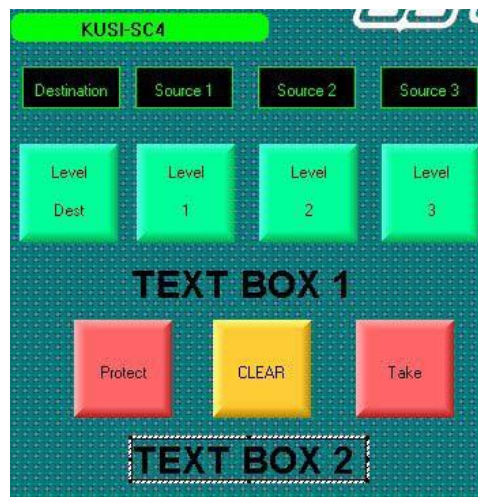 KUSI-SC4
Destination Source 1 Source 2 Source 3
Level Level Level Level
Dest 1 2 3
TEXT BOX 1
Protect CLEAR Take
TEXT BOX 2